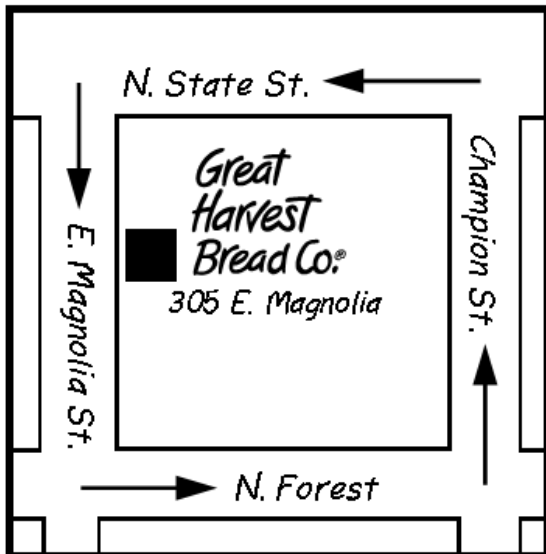 N. State St.
Great
Harvest
Bread Co.®
305 E. Magnolia
E. Magnolia St.
Champion St.
N. Forest